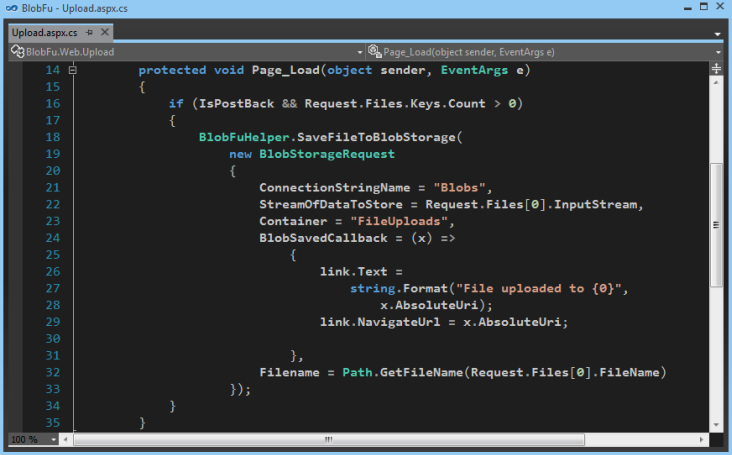 BlobFu - Upload.aspx.cs
Upload.aspx.cs
BlobFu.Web.Upload
Page_Load(object sender, EventArgs e)
14 protected void Page_Load(object sender, EventArgs e)
15 {
16 if (IsPostBack && Request.Files.Keys.Count > 0)
17 {
18 BlobFuHelper.SaveFileToBlobStorage(
19 new BlobStorageRequest
20 {
21 ConnectionStringName = "Blobs",
22 StreamOfDataToStore = Request.Files[0].InputStream,
23 Container = "FileUploads",
24 BlobSavedCallback = (x) =>
25 {
26 link.Text =
27 string.Format("File uploaded to {0}",
28 x.AbsoluteUri);
29 link.NavigateUrl = x.AbsoluteUri;
30
31 },
32 Filename = Path.GetFileName(Request.Files[0].FileName)
33 });
34 }
35 }
100 %